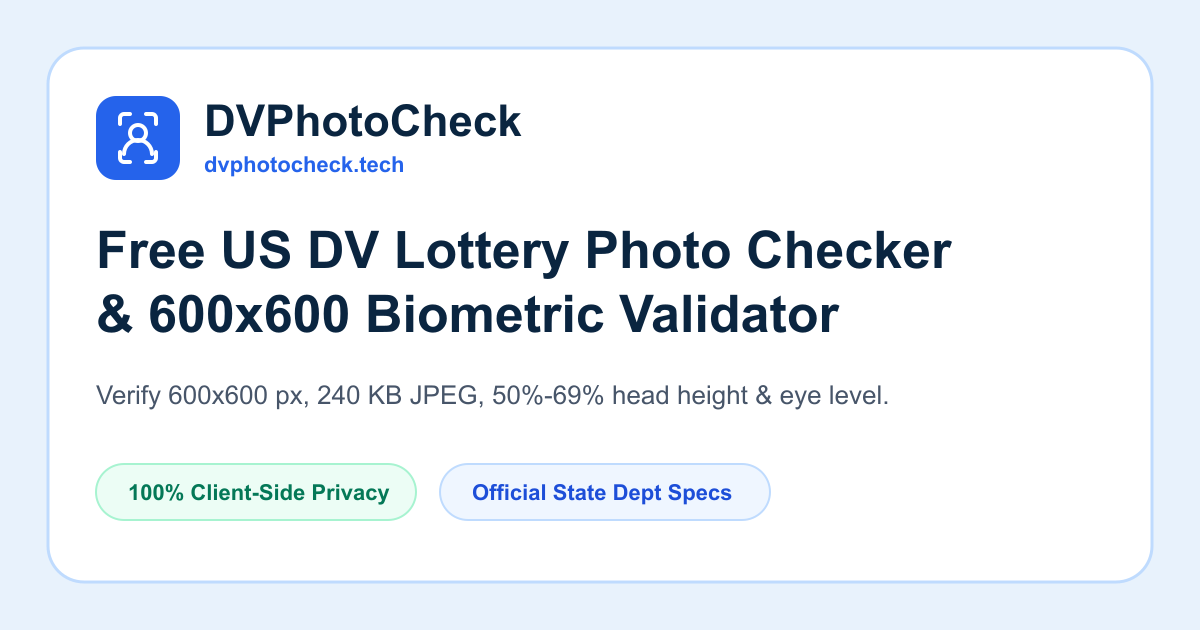 DVPhotoCheck
dvphotocheck.tech
Free US DV Lottery Photo Checker
& 600x600 Biometric Validator
Verify 600x600 px, 240 KB JPEG, 50%-69% head height & eye level.
100% Client-Side Privacy
Official State Dept Specs